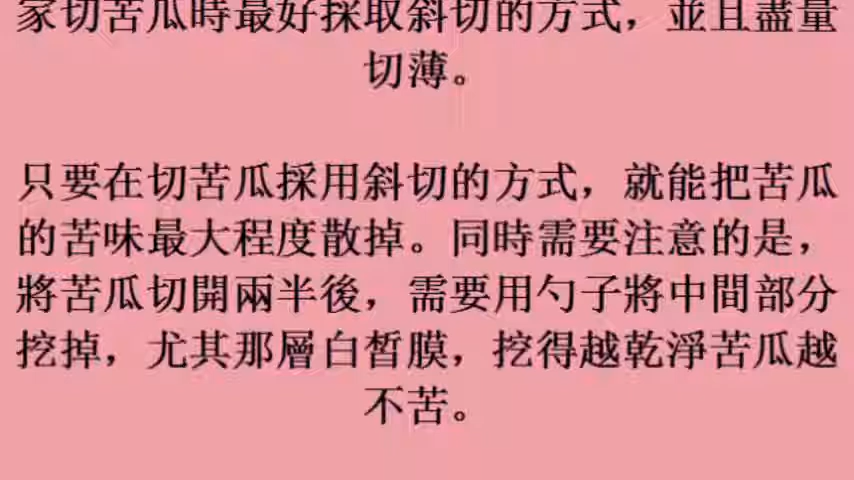 家切苦瓜時最好採取斜切的方式，並且盡量
切薄。
只要在切苦瓜採用斜切的方式，就能把苦瓜
的苦味最大程度散掉。同時需要注意的是，
將苦瓜切開兩半後，需要用勺子將中間部分
挖掉，尤其那層白皙膜，挖得越乾淨苦瓜越
不苦。